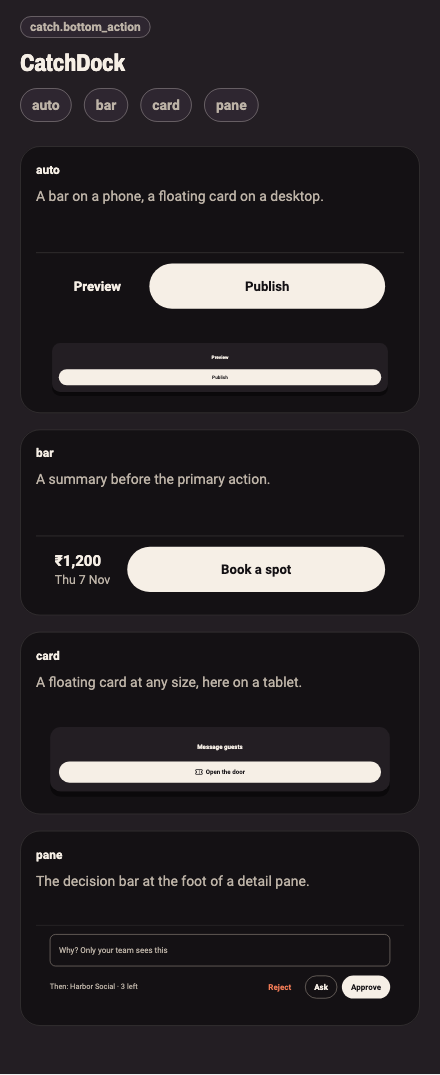 catch.bottom_action
CatchDock
auto bar card pane
auto
A bar on a phone, a floating card on a desktop.
Preview Publish
Preview
Publish
bar
A summary before the primary action.
₹1,200
Thu 7 Nov
Book a spot
card
A floating card at any size, here on a tablet.
Message guests
Open the door
pane
The decision bar at the foot of a detail pane.
Why? Only your team sees this
Then: Harbor Social · 3 left Reject Ask Approve